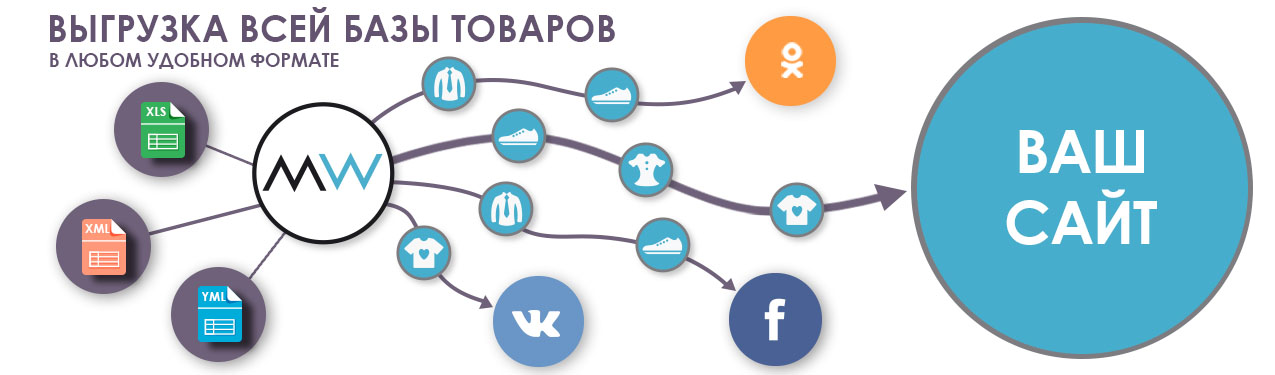 ВЫГРУЗКА ВСЕЙ БАЗЫ ТОВАРОВ
В ЛЮБОМ УДОБНОМ ФОРМАТЕ
XLS
XML
YML
MW
ВАШ
САЙТ